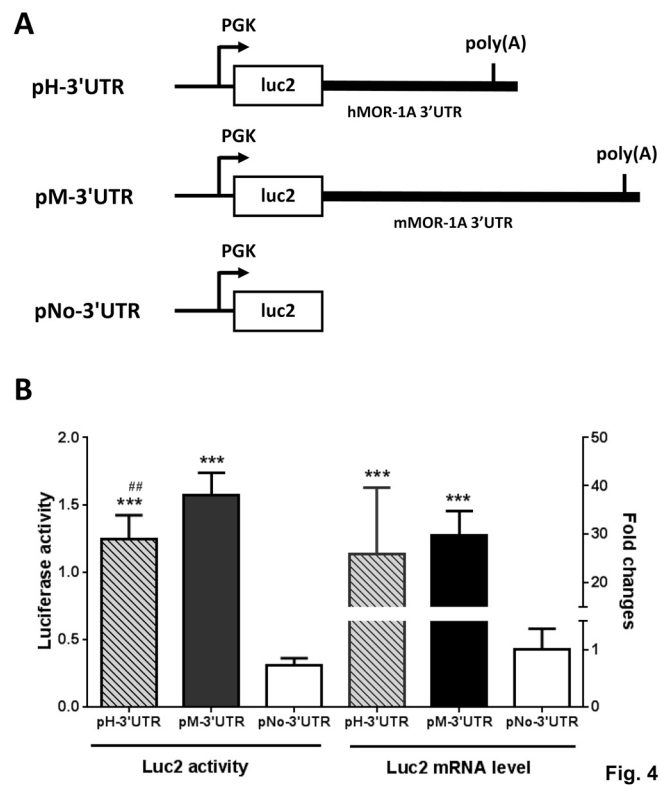 A
PGK
poly(A)
pH-3'UTR
luc2
hMOR-1A 3'UTR
PGK
poly(A)
pM-3'UTR
luc2
mMOR-1A 3'UTR
PGK
pNo-3'UTR
luc2
B
2.0
1.5
1.0
0.5
0.0
Luciferase activity
##
***
***
***
***
50
40
30
20
1
0
Fold changes
pH-3'UTR pM-3'UTR pNo-3'UTR pH-3'UTR pM-3'UTR pNo-3'UTR
Luc2 activity Luc2 mRNA level
Fig. 4